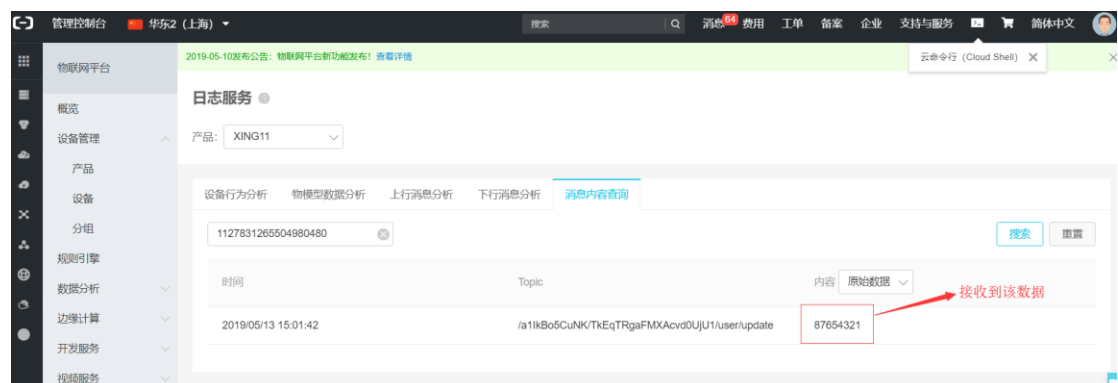 管理控制台 华东2（上海） 搜索 消息 64 费用 工单 备案 企业 支持与服务 简体中文
物联网平台
2019-05-10发布公告：物联网平台新功能发布！查看详情
云命令行（Cloud Shell）
概览
日志服务
设备管理
产品： XING11
产品
设备
设备行为分析 物模型数据分析 上行消息分析 下行消息分析 消息内容查询
分组
1127831265504980480 搜索 重置
规则引擎
时间 Topic 内容 原始数据
数据分析
接收到该数据
边缘计算
2019/05/13 15:01:42 /a1IkBo5CuNK/TkEqTRgaFMXAcvd0UjU1/user/update 87654321
开发服务
视频服务